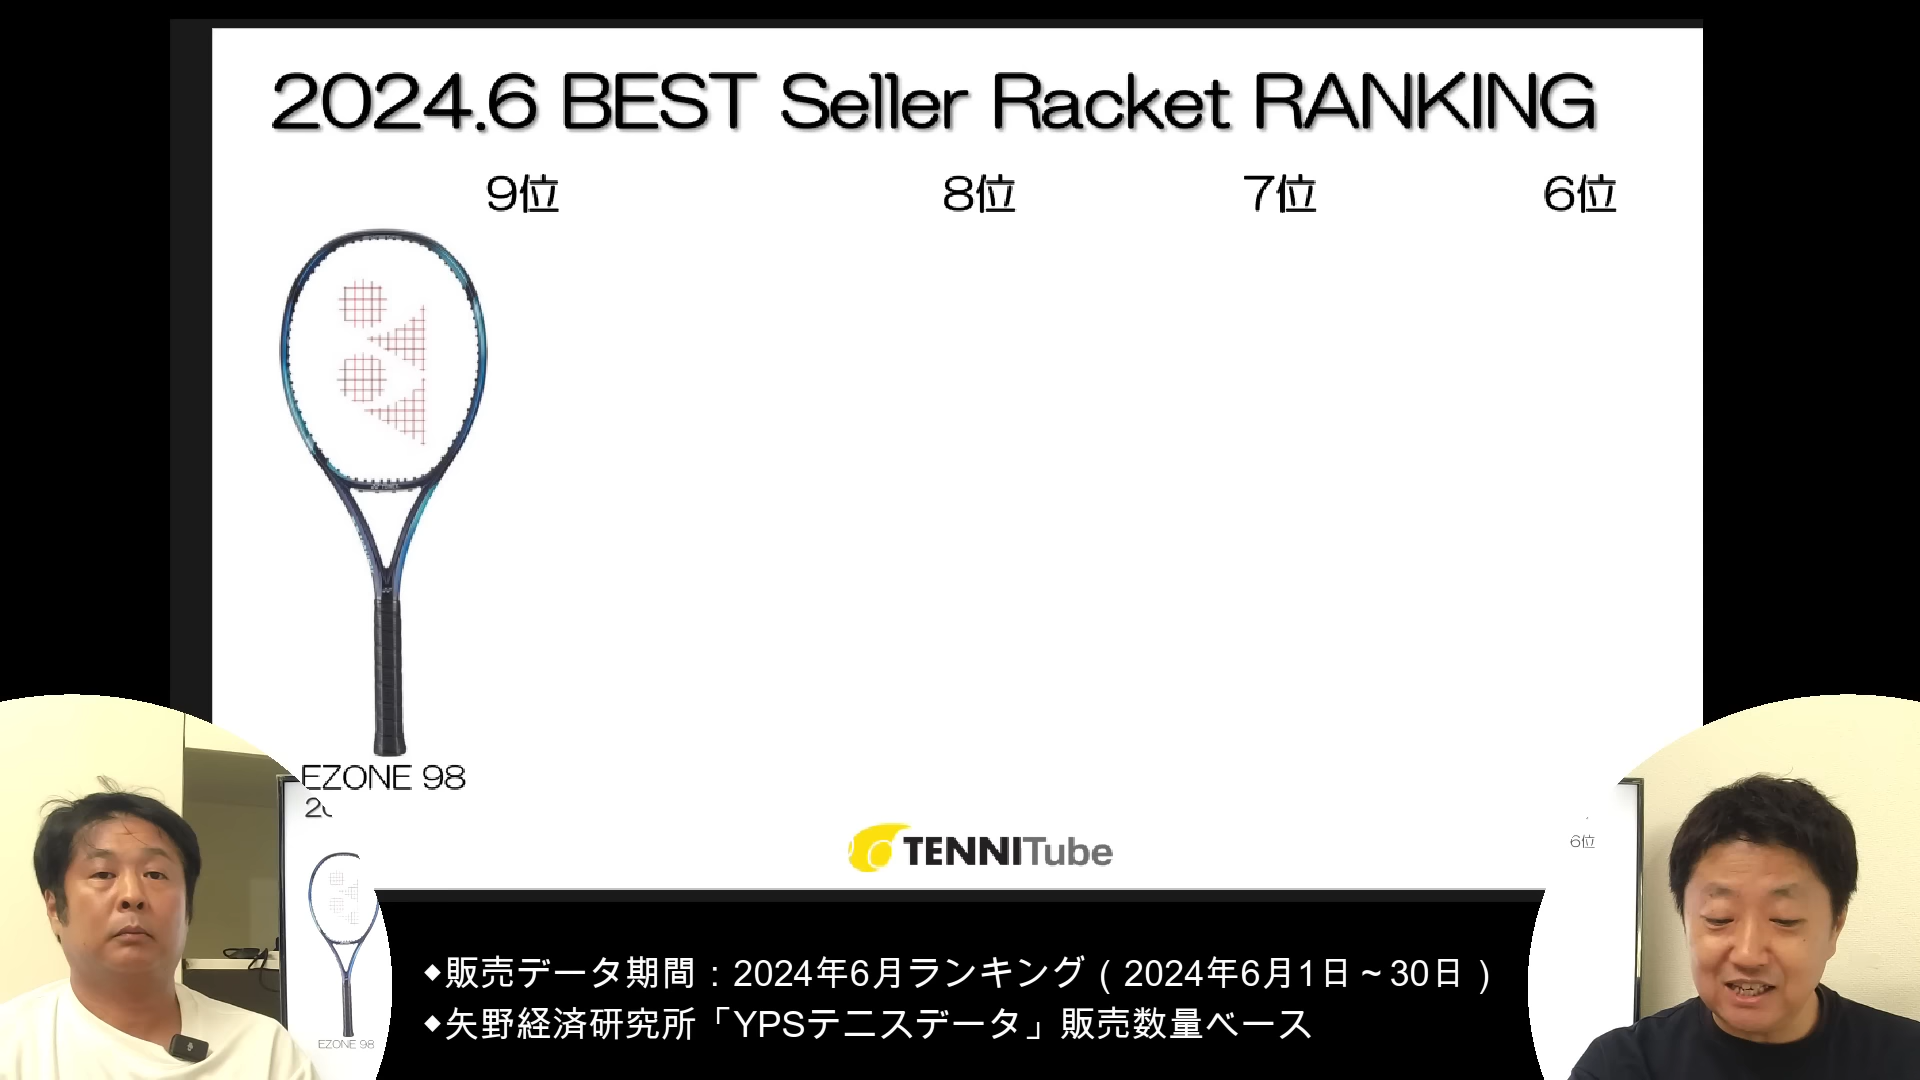 2024.6 BEST Seller Racket RANKING
9位 8位 7位 6位
EZONE 98
TENNITube
6位
EZONE 98
◆販売データ期間：2024年6月ランキング（2024年6月1日～30日）
◆矢野経済研究所「YPSテニスデータ」販売数量ベース